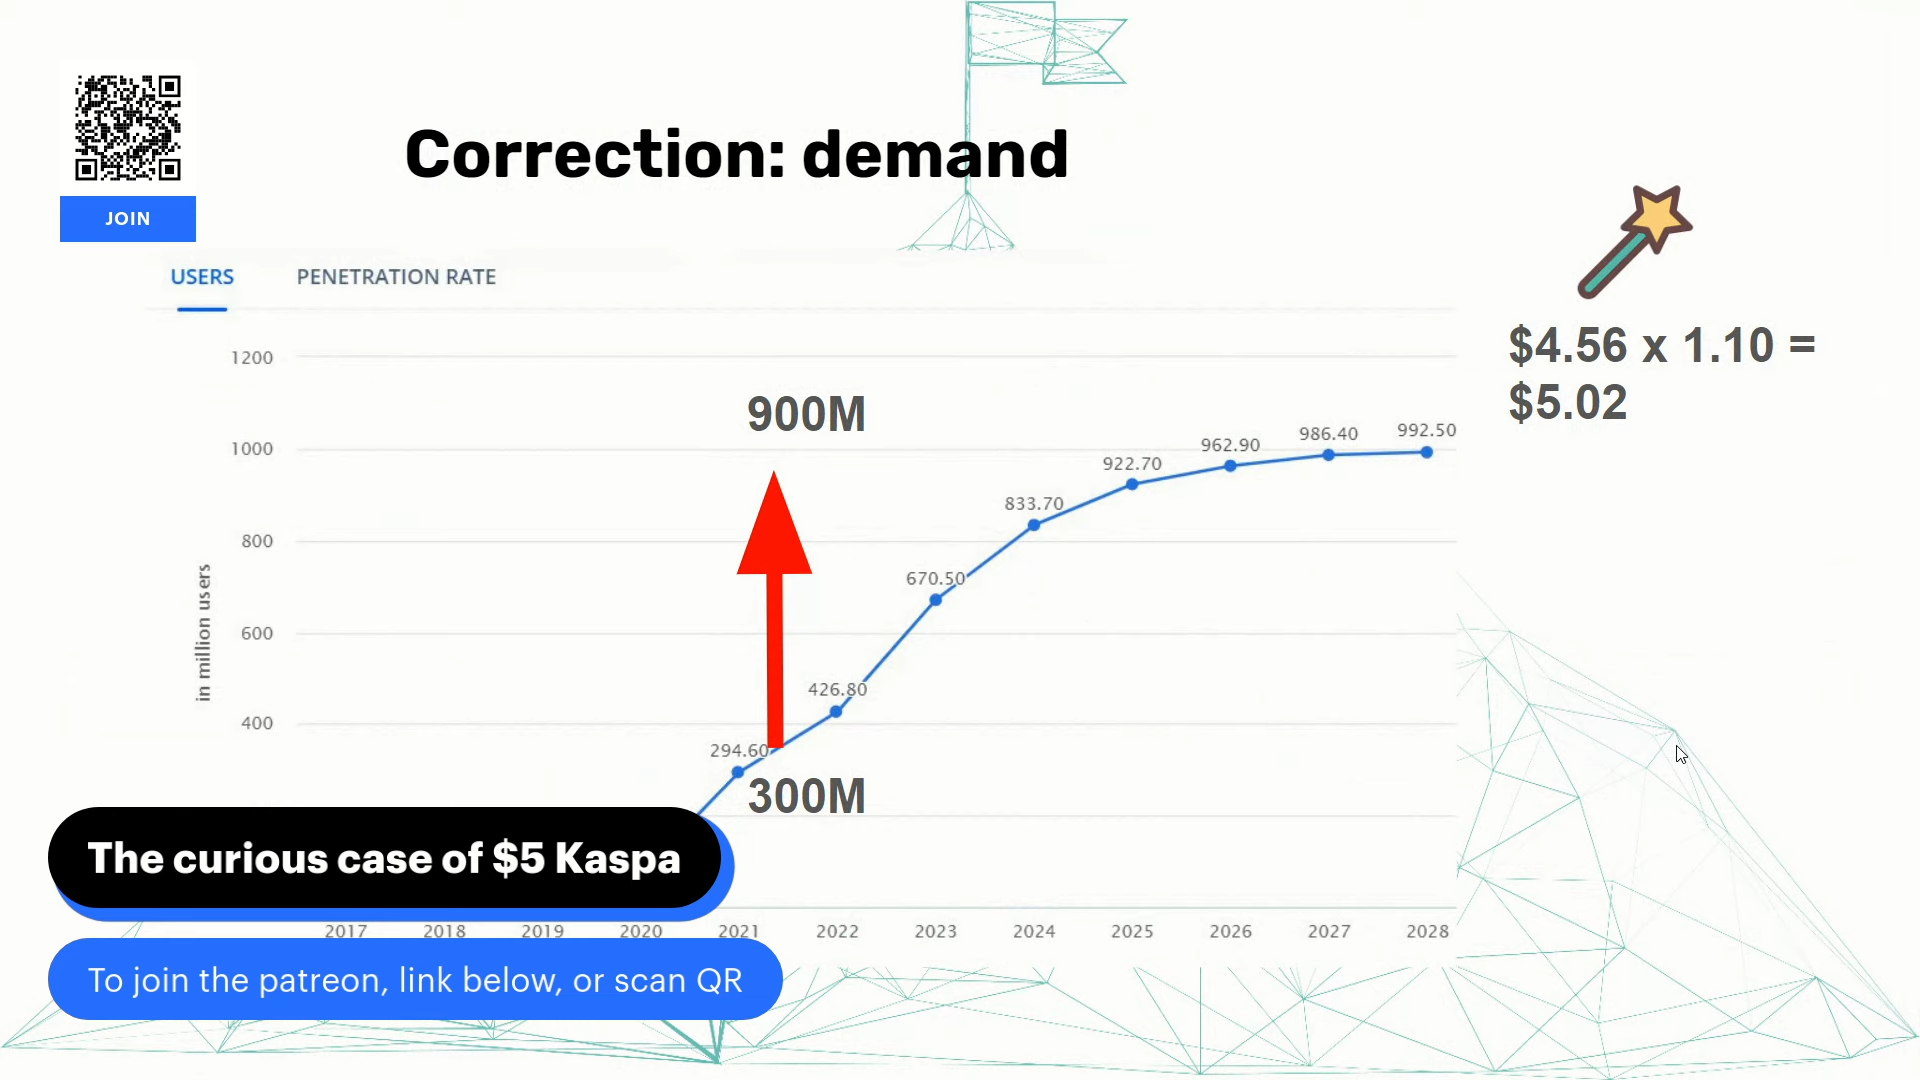 Correction: demand
JOIN
USERS PENETRATION RATE
$4.56 x 1.10 =
$5.02
in million users
1200
1000
800
600
400
900M
300M
294.60
426.80
670.50
833.70
922.70
962.90
986.40
992.50
2017 2018 2019 2020 2021 2022 2023 2024 2025 2026 2027 2028
The curious case of $5 Kaspa
To join the patreon, link below, or scan QR